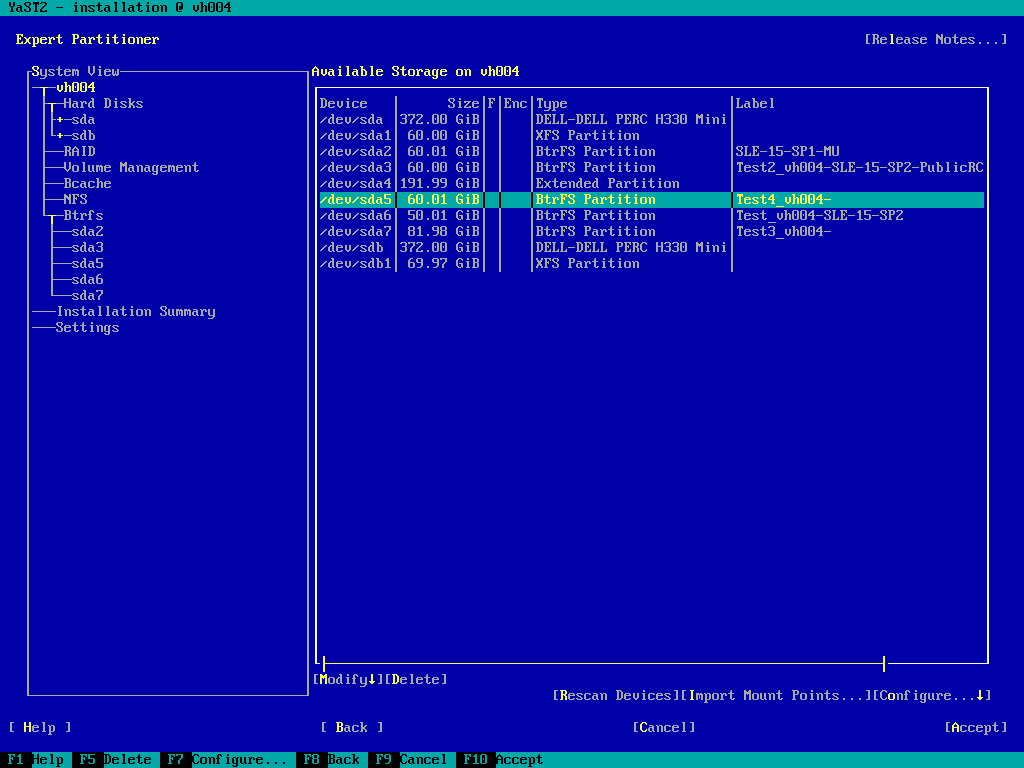 YaST2 - installation @ vh004
Expert Partitioner [Release Notes...]
System View Available Storage on vh004
vh004
Device Size F Enc Type Label
Hard Disks
/dev/sda 372.00 GiB DELL-DELL PERC H330 Mini
sda
/dev/sda1 60.00 GiB XFS Partition
sdb
/dev/sda2 60.01 GiB BtrFS Partition SLE-15-SP1-MU
RAID
/dev/sda3 60.00 GiB BtrFS Partition Test2_vh004-SLE-15-SP2-PublicRC
Volume Management
/dev/sda4 191.99 GiB Extended Partition
Bcache
/dev/sda5 60.01 GiB BtrFS Partition Test4_vh004-
NFS
/dev/sda6 50.01 GiB BtrFS Partition Test_vh004-SLE-15-SP2
Btrfs
/dev/sda7 81.98 GiB BtrFS Partition Test3_vh004-
sda2
/dev/sdb 372.00 GiB DELL-DELL PERC H330 Mini
sda3
/dev/sdb1 69.97 GiB XFS Partition
sda5
sda6
sda7
Installation Summary
Settings
[Modify↓][Delete]
[Rescan Devices][Import Mount Points...][Configure...↓]
[ Help ] [ Back ] [Cancel] [Accept]
F1 Help F5 Delete F7 Configure... F8 Back F9 Cancel F10 Accept